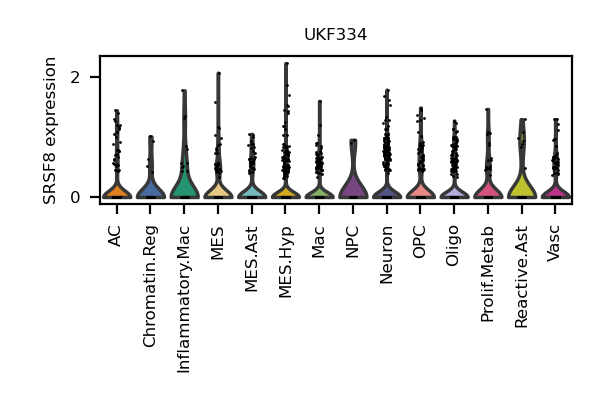 UKF334
SRSF8 expression
2
0
AC
Chromatin.Reg
Inflammatory.Mac
MES
MES.Ast
MES.Hyp
Mac
NPC
Neuron
OPC
Oligo
Prolif.Metab
Reactive.Ast
Vasc